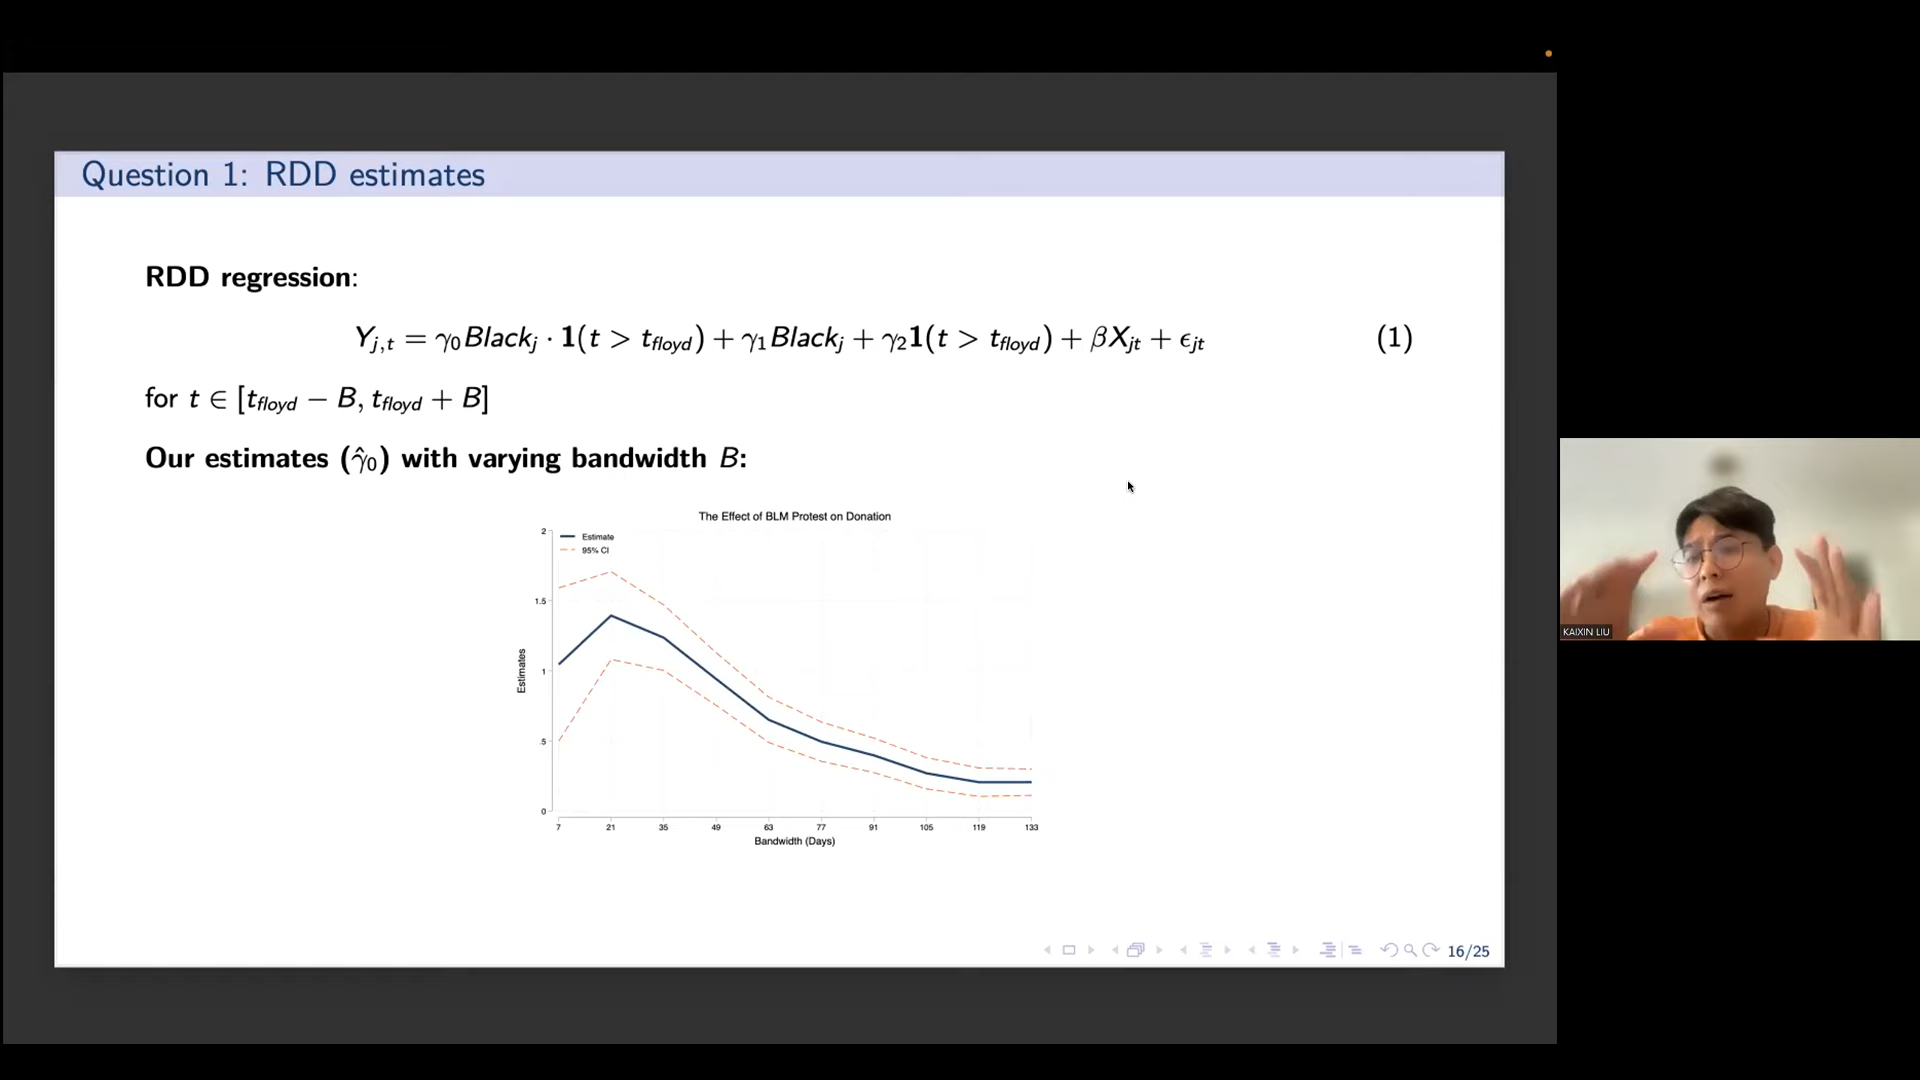 Question 1: RDD estimates
RDD regression:
Y_{j,t} = γ_0 Black_j · 1(t > t_{floyd}) + γ_1 Black_j + γ_2 1(t > t_{floyd}) + βX_{jt} + ϵ_{jt} (1)
for t ∈ [t_{floyd} − B, t_{floyd} + B]
Our estimates (γ̂_0) with varying bandwidth B:
The Effect of BLM Protest on Donation
Estimate
95% CI
2
1.5
1
.5
0
Estimates
7 21 35 49 63 77 91 105 119 133
Bandwidth (Days)
KAIXIN LIU
16/25